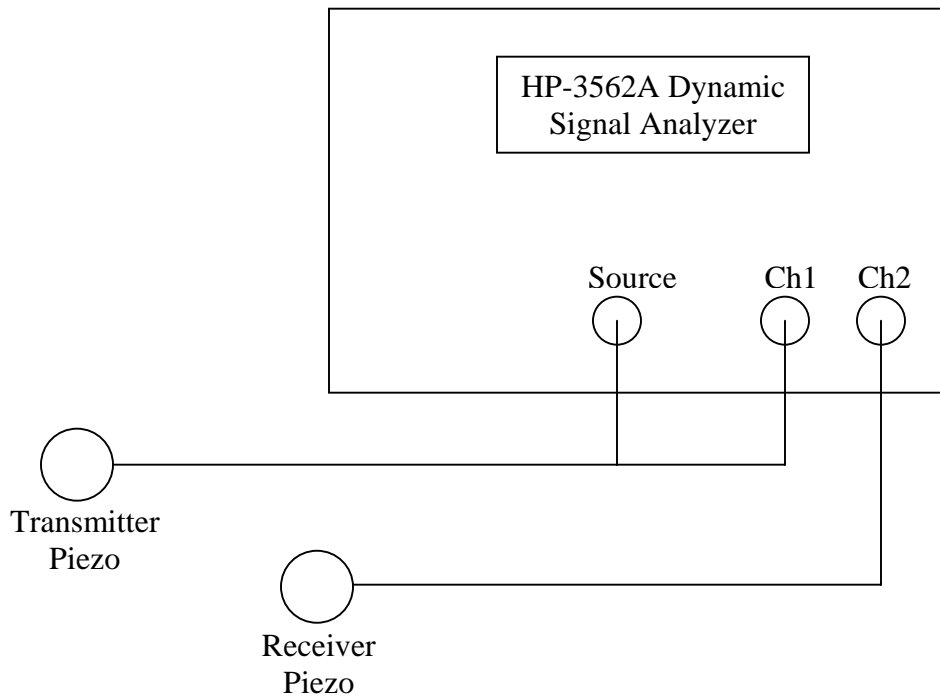 HP-3562A Dynamic
Signal Analyzer
Source
Ch1
Ch2
Transmitter
Piezo
Receiver
Piezo